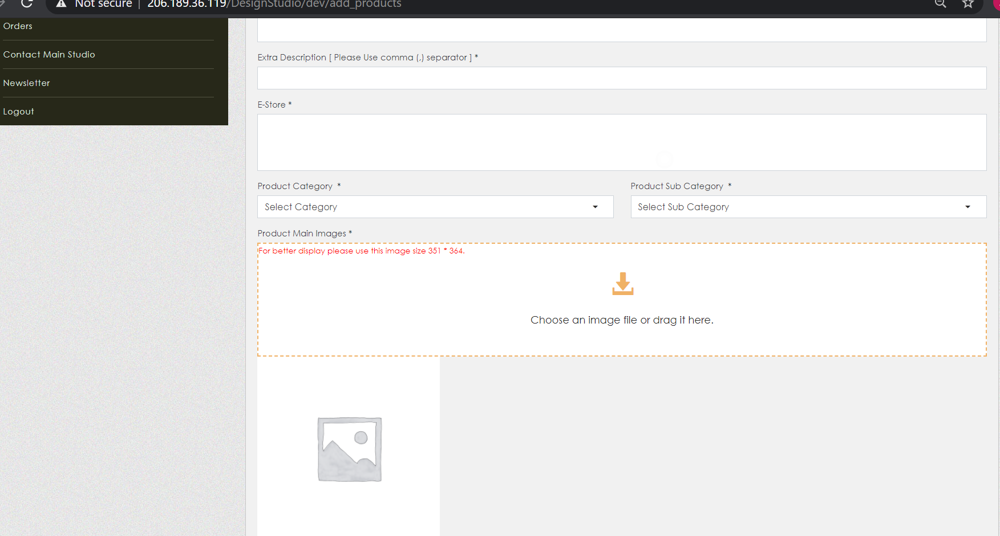 Not secure | 206.189.36.119/DesignStudio/dev/add_products
Orders
Contact Main Studio
Newsletter
Logout
Extra Description [ Please Use comma (,) separator ] *
E-Store *
Product Category *
Product Sub Category *
Select Category
Select Sub Category
Product Main Images *
For better display please use this image size 351 * 364.
Choose an image file or drag it here.